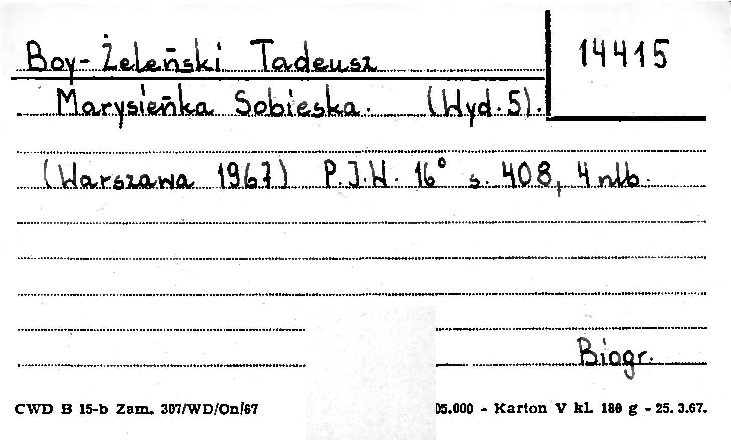 Boy-Żeleński Tadeusz 14415
Marysieńka Sobieska. (Wyd. 5).
(Warszawa 1967) P.I.W. 16° s. 408, 4 nlb.
Biogr.
CWD B 15-b Zam. 307/WD/On/67 05.000 - Karton V kl. 180 g - 25. 3.67.